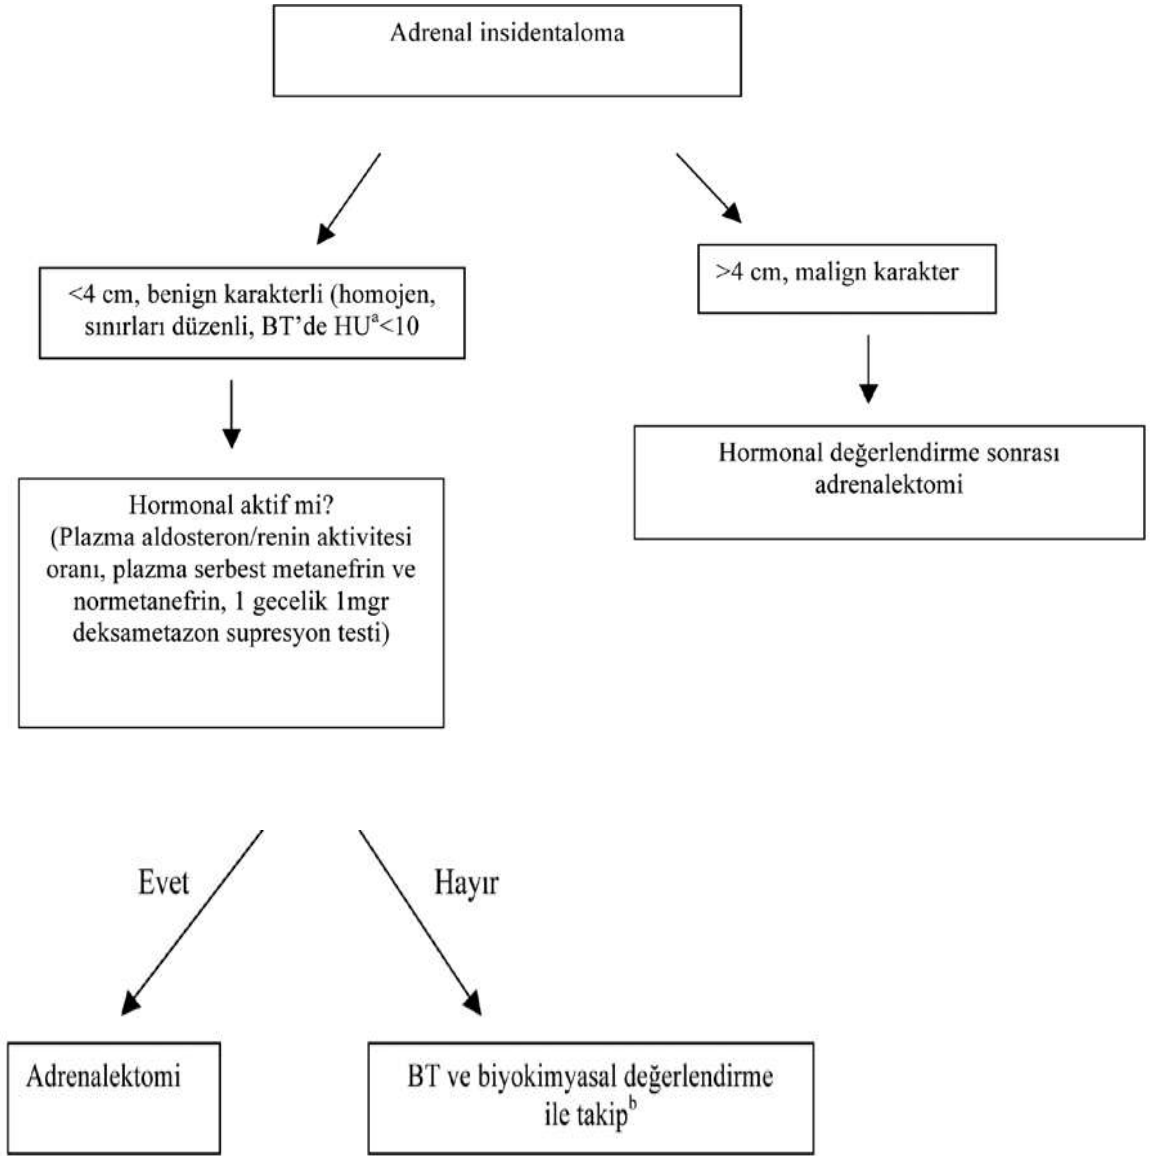 Adrenal insidentaloma
<4 cm, benign karakterli (homojen,
sınırları düzenli, BT’de HUᵃ<10
>4 cm, malign karakter
Hormonal aktif mi?
(Plazma aldosteron/renin aktivitesi
oranı, plazma serbest metanefrin ve
normetanefrin, 1 gecelik 1mgr
deksametazon supresyon testi)
Hormonal değerlendirme sonrası
adrenalektomi
Evet
Hayır
Adrenalektomi
BT ve biyokimyasal değerlendirme
ile takipᵇ